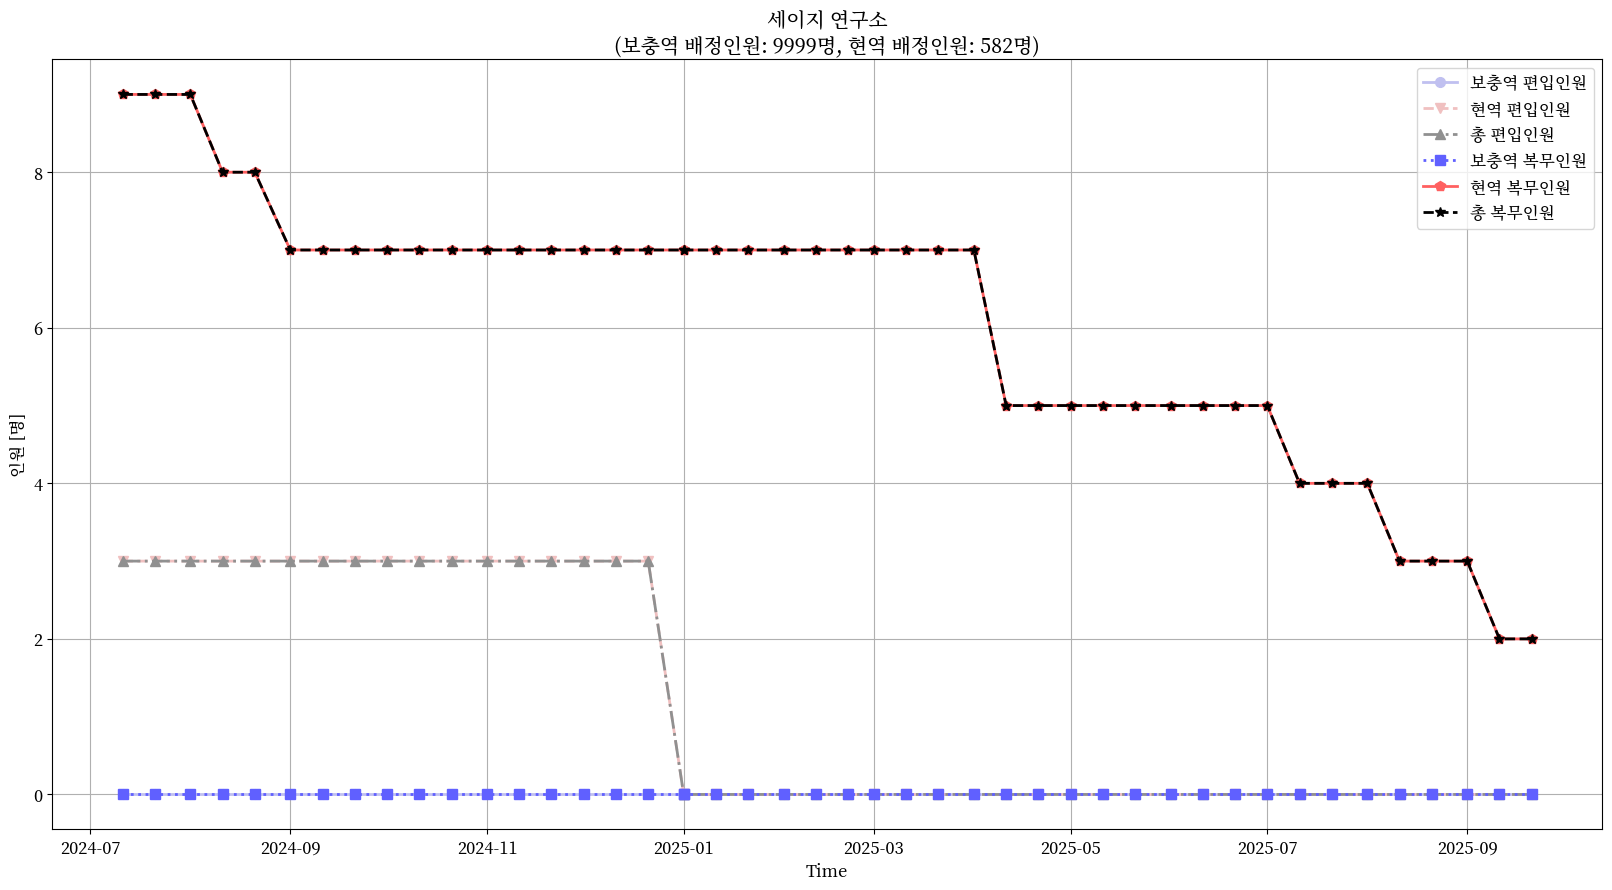 세이지 연구소
(보충역 배정인원: 9999명, 현역 배정인원: 582명)
보충역 편입인원
현역 편입인원
총 편입인원
보충역 복무인원
현역 복무인원
총 복무인원
인원 [명]
8
6
4
2
0
2024-07
2024-09
2024-11
2025-01
2025-03
2025-05
2025-07
2025-09
Time